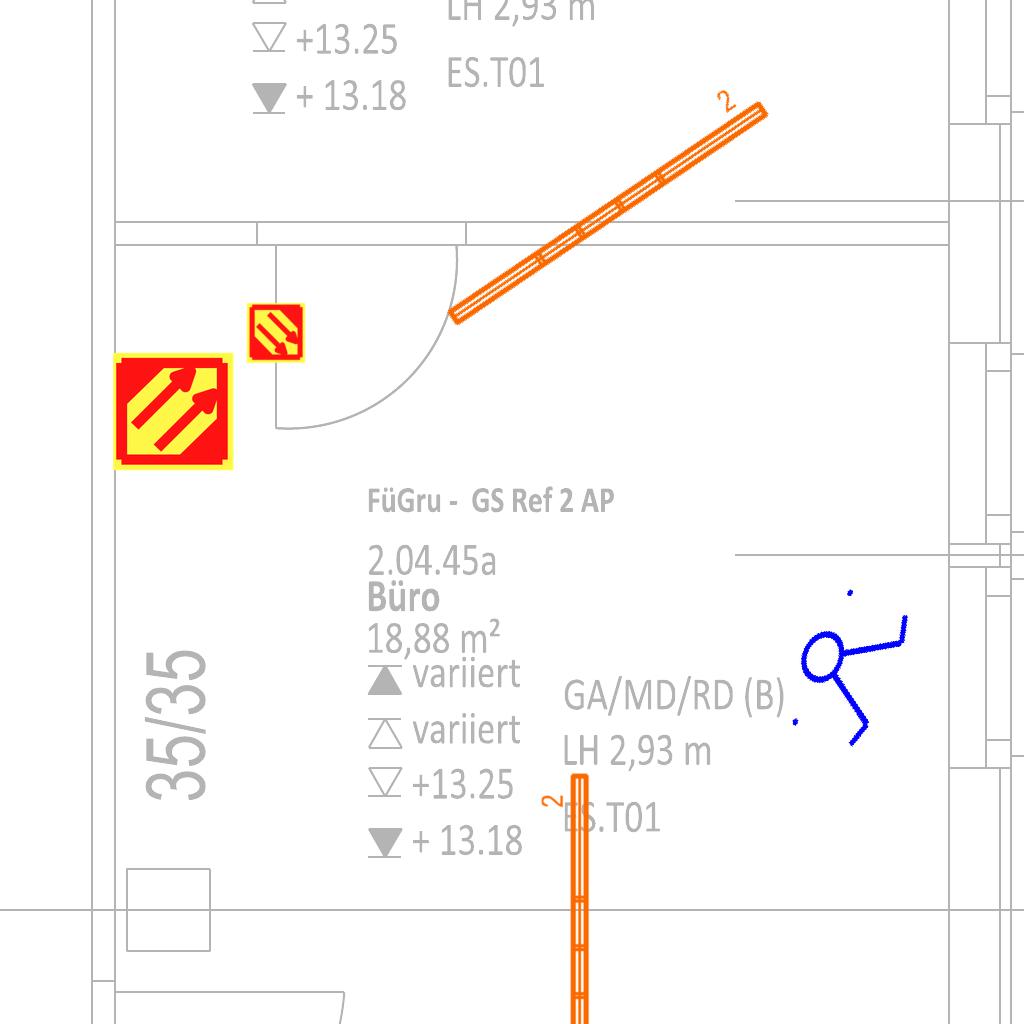 LH 2,93 m
+13.25
ES.T01
+ 13.18
2
FüGru - GS Ref 2 AP
2.04.45a
Büro
18,88 m²
variiert
GA/MD/RD (B)
variiert
LH 2,93 m
+13.25
2
ES.T01
+ 13.18
35/35